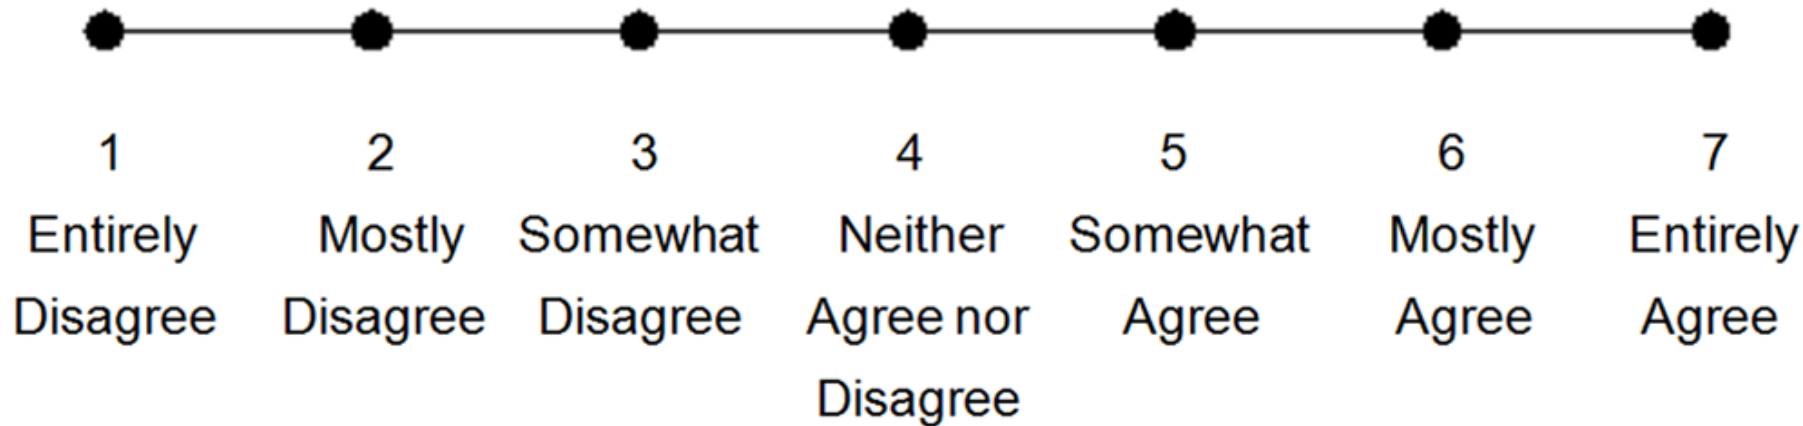 1 2 3 4 5 6 7
Entirely Mostly Somewhat Neither Somewhat Mostly Entirely
Disagree Disagree Disagree Agree nor Agree Agree Agree
Disagree